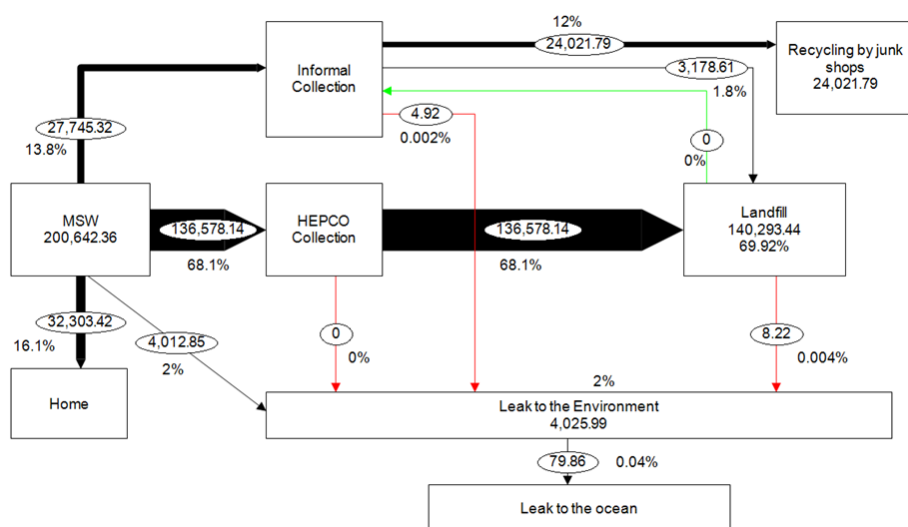 12%
24,021.79
Recycling by junk
shops
24,021.79
Informal
Collection
3,178.61
1.8%
27,745.32
13.8%
4.92
0.002%
0
0%
MSW
200,642.36
136,578.14
68.1%
HEPCO
Collection
136,578.14
68.1%
Landfill
140,293.44
69.92%
32,303.42
16.1%
4,012.85
2%
0
0%
8.22
0.004%
Home
2%
Leak to the Environment
4,025.99
79.86
0.04%
Leak to the ocean